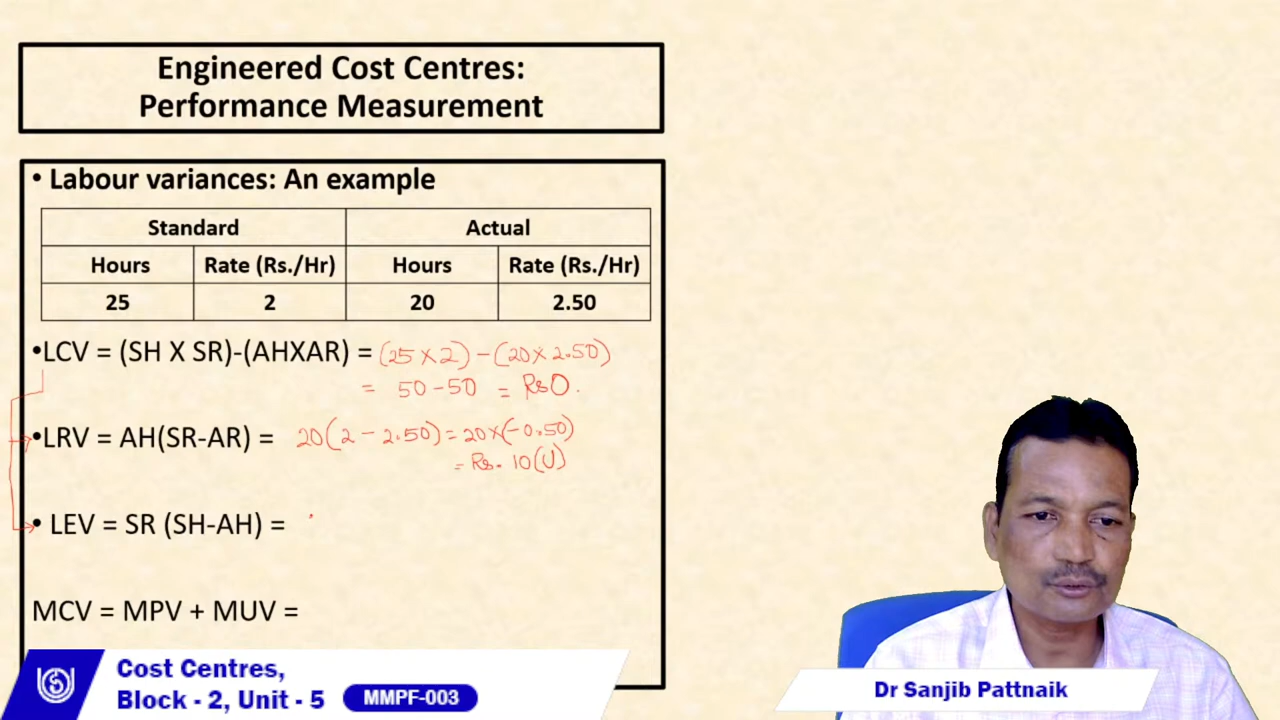 Engineered Cost Centres:
Performance Measurement
• Labour variances: An example
Standard Actual
Hours Rate (Rs./Hr) Hours Rate (Rs./Hr)
25 2 20 2.50
•LCV = (SH X SR)-(AHXAR) = (25 × 2) - (20 × 2.50)
= 50 - 50 = Rs 0.
•LRV = AH(SR-AR) = 20(2 - 2.50) = 20×(-0.50)
= Rs. 10(U)
• LEV = SR (SH-AH) =
MCV = MPV + MUV =
Cost Centres,
Block - 2, Unit - 5 MMPF-003
Dr Sanjib Pattnaik